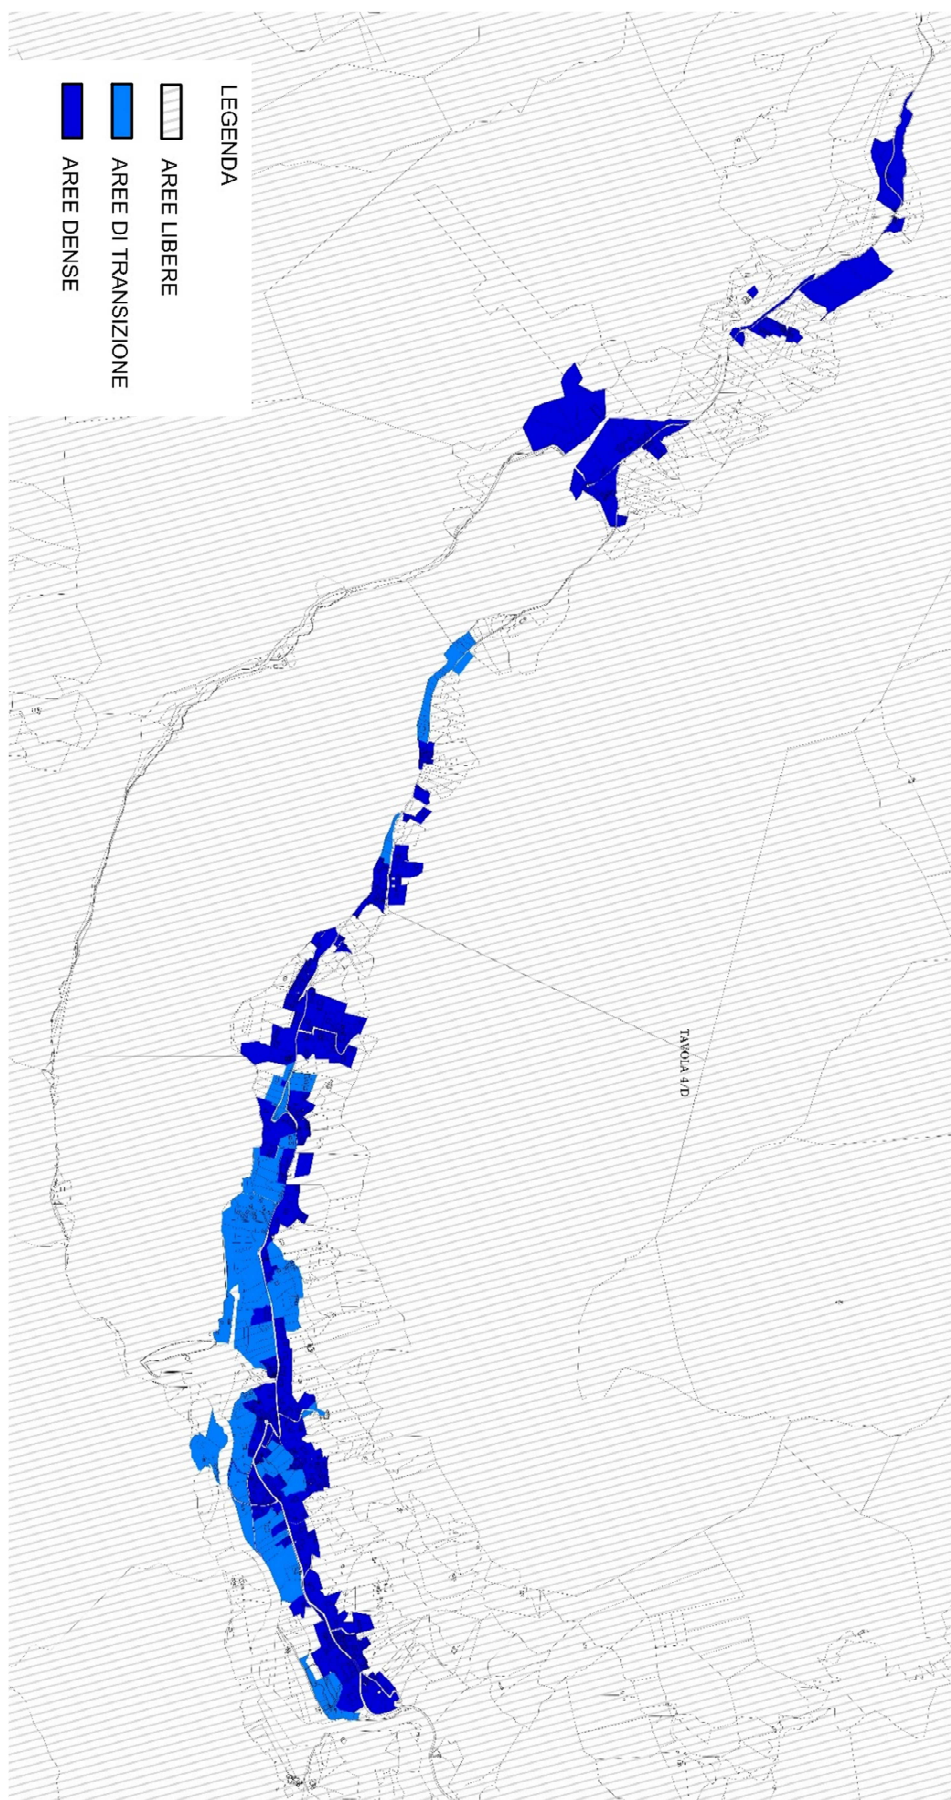 LEGENDA
AREE LIBERE
AREE DI TRANSIZIONE
AREE DENSE
TAVOLA 4/D